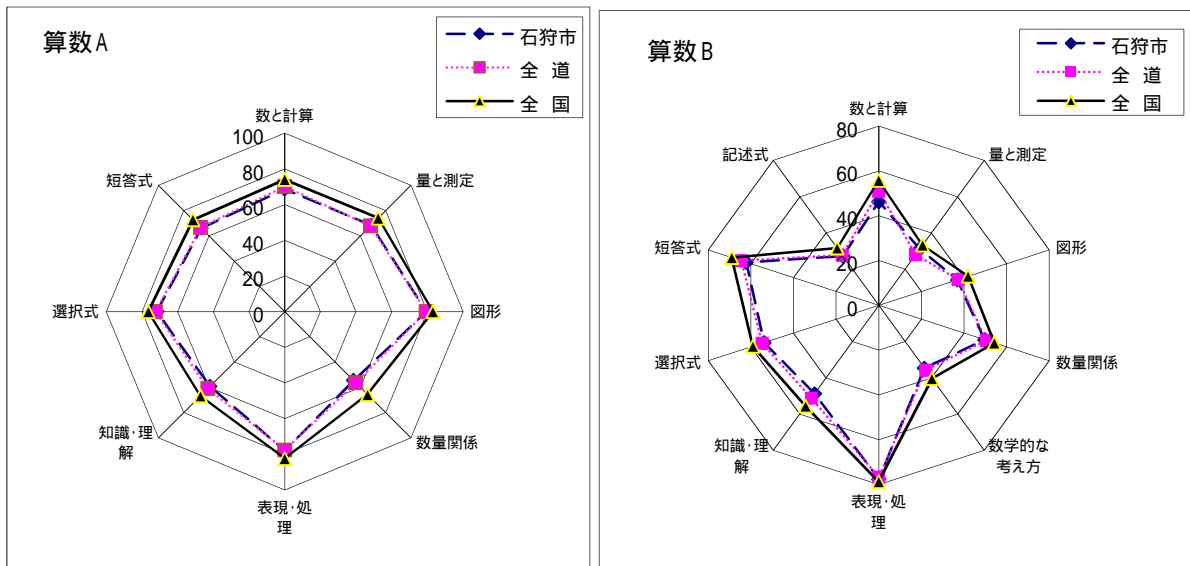 算数A
石狩市
全 道
全 国
数と計算
量と測定
図形
数量関係
表現・処
理
知識・理
解
選択式
短答式
100
80
60
40
20
0
算数B
石狩市
全 道
全 国
数と計算
量と測定
図形
数量関係
数学的な
考え方
表現・処
理
知識・理
解
選択式
短答式
記述式
80
60
40
20
0